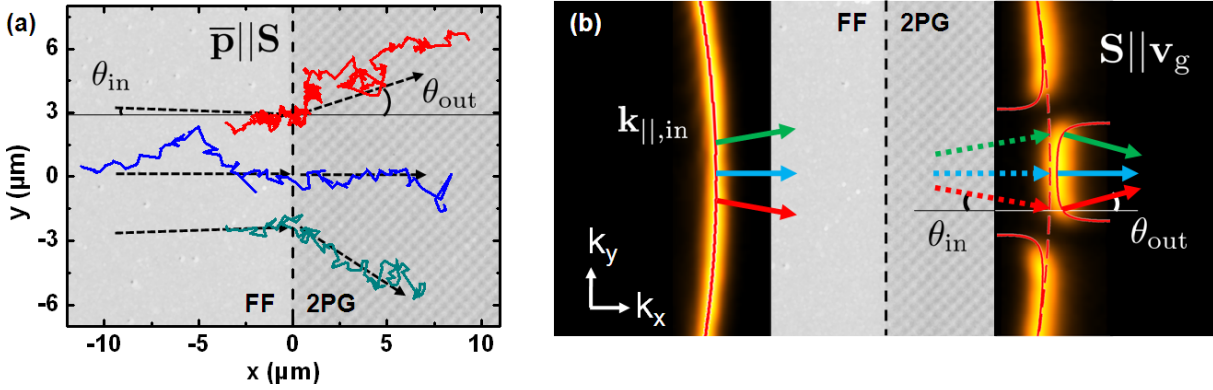 (a)
p̅||S
θin
θout
FF
2PG
y (µm)
6
3
0
-3
-6
-10
-5
0
5
10
x (µm)
(b)
FF
2PG
k||,in
S||vg
θin
θout
ky
kx